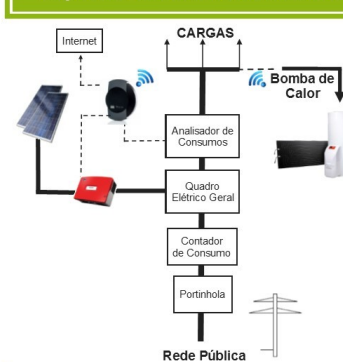 CARGAS
Internet
Bomba de
Calor
Analisador de
Consumos
Quadro
Elétrico Geral
Contador
de Consumo
Portinhola
Rede Pública